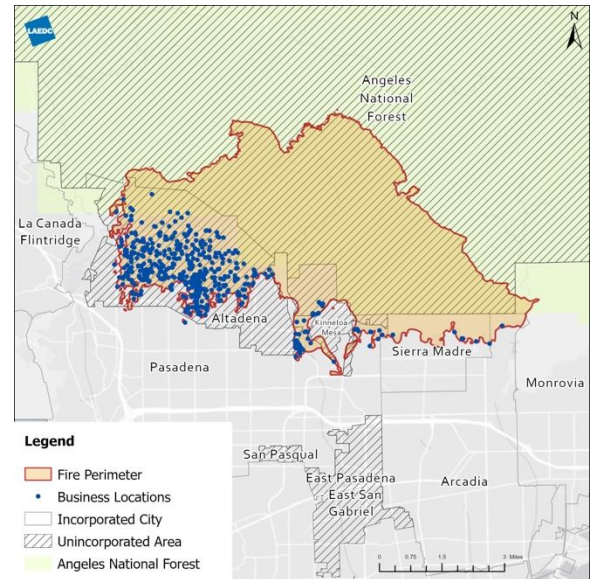 LAEDC
N
Angeles
National
Forest
La Canada
Flintridge
Altadena
Kinneloa
Mesa
Sierra Madre
Pasadena
Monrovia
San Pasqual
East Pasadena
East San
Gabriel
Arcadia
Legend
Fire Perimeter
Business Locations
Incorporated City
Unincorporated Area
Angeles National Forest
0 0.75 1.5 3 Miles